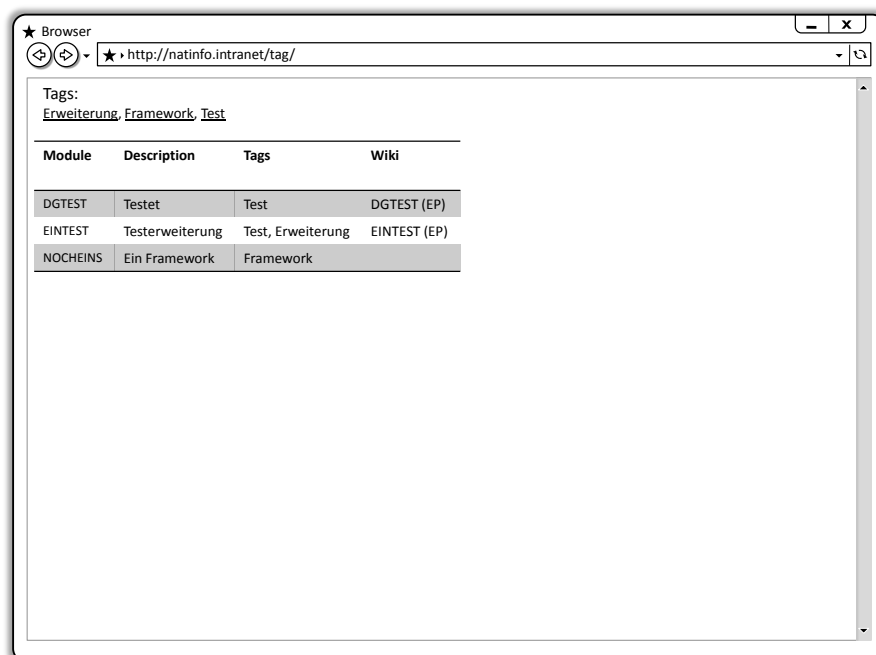 Browser
http://natinfo.intranet/tag/
Tags:
Erweiterung, Framework, Test
Module Description Tags Wiki
DGTEST Testet Test DGTEST (EP)
EINTEST Testerweiterung Test, Erweiterung EINTEST (EP)
NOCHEINS Ein Framework Framework